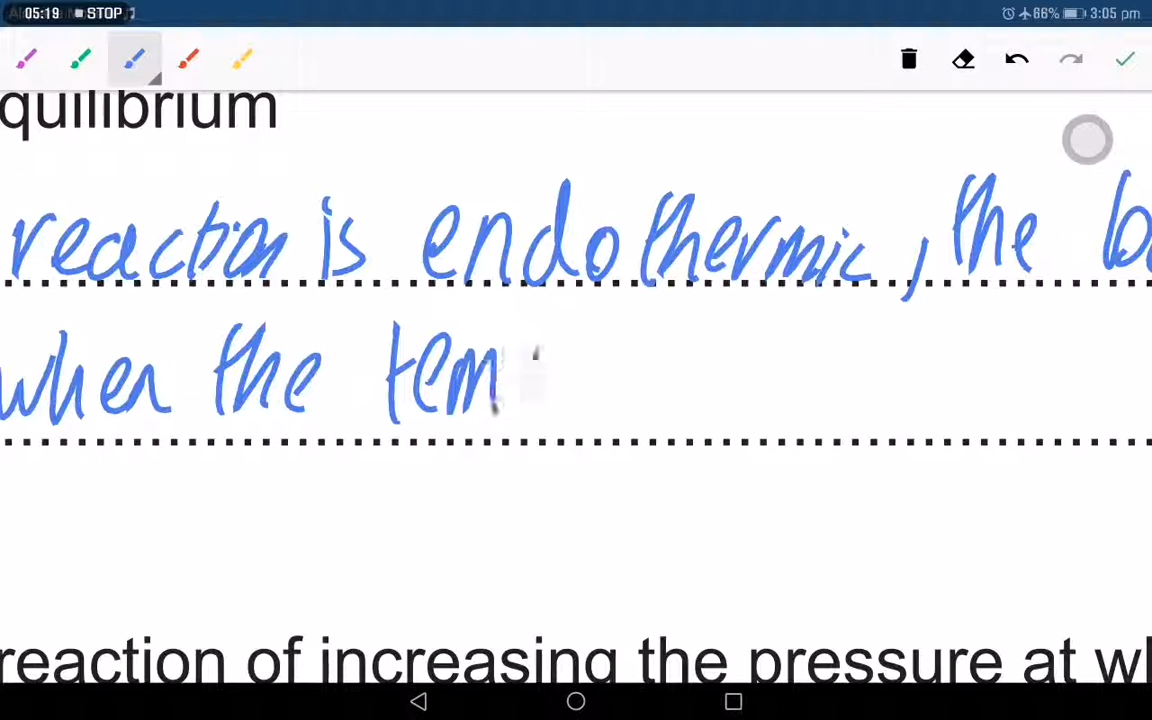 05:19 STOP 66% 3:05 pm
quilibrium
reaction is endothermic, the
when the tem
reaction of increasing the pressure at